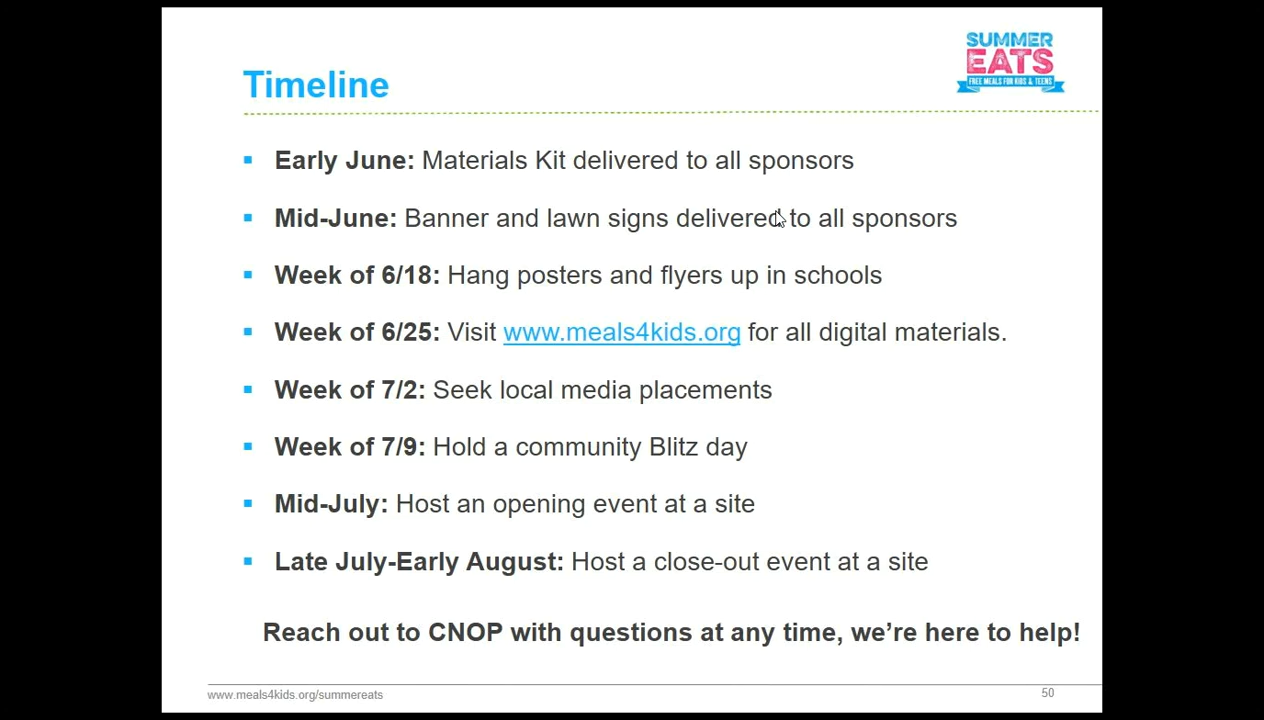 SUMMER
EATS
FREE MEALS FOR KIDS & TEENS
Timeline
Early June: Materials Kit delivered to all sponsors
Mid-June: Banner and lawn signs delivered to all sponsors
Week of 6/18: Hang posters and flyers up in schools
Week of 6/25: Visit www.meals4kids.org for all digital materials.
Week of 7/2: Seek local media placements
Week of 7/9: Hold a community Blitz day
Mid-July: Host an opening event at a site
Late July-Early August: Host a close-out event at a site
Reach out to CNOP with questions at any time, we’re here to help!
www.meals4kids.org/summereats
50